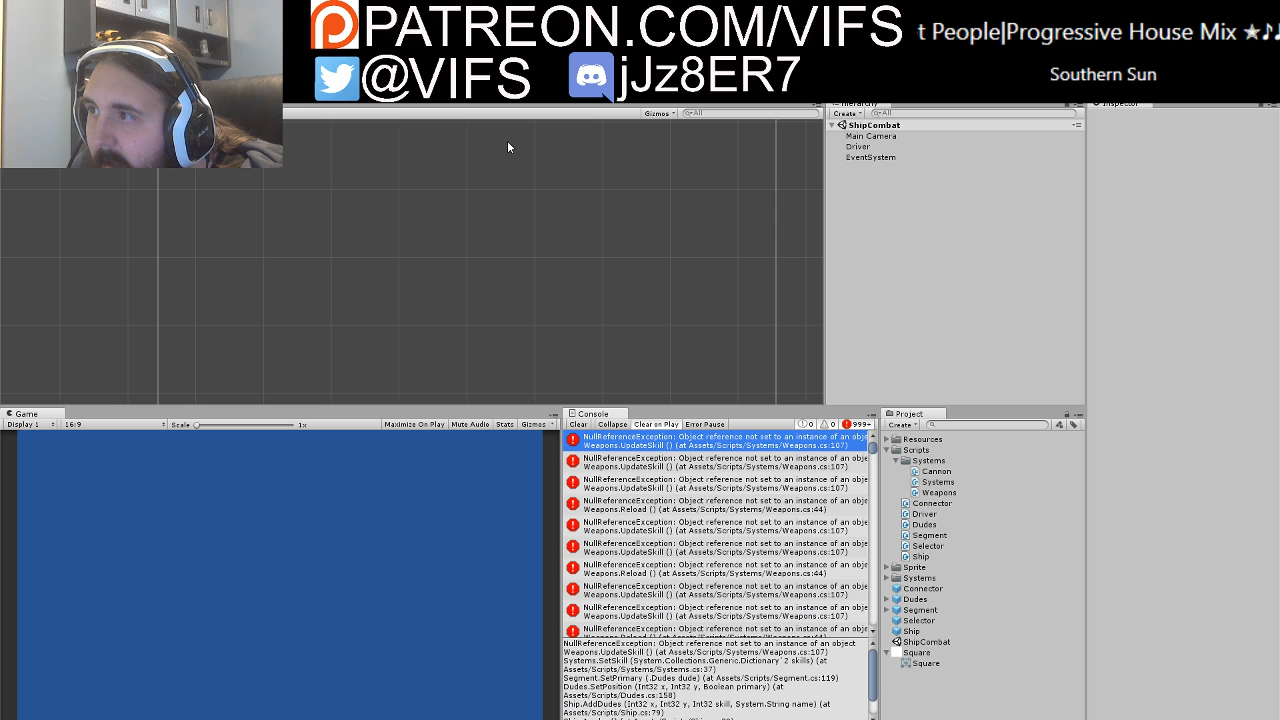 PATREON.COM/VIFS
t People|Progressive House Mix ★♪♪
@VIFS
jJz8ER7
Southern Sun
Gizmos
All
Hierarchy
Create
All
ShipCombat
Main Camera
Driver
EventSystem
Inspector
Game
Display 1
16:9
Scale
1x
Maximize On Play
Mute Audio
Stats
Gizmos
Console
Clear
Collapse
Clear on Play
Error Pause
0
0
999+
NullReferenceException: Object reference not set to an instance of an obje
Weapons.UpdateSkill () (at Assets/Scripts/Systems/Weapons.cs:107)
NullReferenceException: Object reference not set to an instance of an obje
Weapons.UpdateSkill () (at Assets/Scripts/Systems/Weapons.cs:107)
NullReferenceException: Object reference not set to an instance of an obje
Weapons.UpdateSkill () (at Assets/Scripts/Systems/Weapons.cs:107)
NullReferenceException: Object reference not set to an instance of an obje
Weapons.Reload () (at Assets/Scripts/Systems/Weapons.cs:44)
NullReferenceException: Object reference not set to an instance of an obje
Weapons.UpdateSkill () (at Assets/Scripts/Systems/Weapons.cs:107)
NullReferenceException: Object reference not set to an instance of an obje
Weapons.UpdateSkill () (at Assets/Scripts/Systems/Weapons.cs:107)
NullReferenceException: Object reference not set to an instance of an obje
Weapons.Reload () (at Assets/Scripts/Systems/Weapons.cs:44)
NullReferenceException: Object reference not set to an instance of an obje
Weapons.UpdateSkill () (at Assets/Scripts/Systems/Weapons.cs:107)
NullReferenceException: Object reference not set to an instance of an obje
Weapons.UpdateSkill () (at Assets/Scripts/Systems/Weapons.cs:107)
NullReferenceException: Object reference not set to an instance of an obje
Weapons.Reload () (at Assets/Scripts/Systems/Weapons.cs:44)
NullReferenceException: Object reference not set to an instance of an object
Weapons.UpdateSkill () (at Assets/Scripts/Systems/Weapons.cs:107)
Systems.SetSkill (System.Collections.Generic.Dictionary`2 skills) (at
Assets/Scripts/Systems/Systems.cs:37)
Segment.SetPrimary (.Dudes dude) (at Assets/Scripts/Segment.cs:119)
Dudes.SetPosition (Int32 x, Int32 y, Boolean primary) (at
Assets/Scripts/Dudes.cs:158)
Ship.AddDudes (Int32 x, Int32 y, Int32 skill, System.String name) (at
Assets/Scripts/Ship.cs:79)
Project
Create
Resources
Scripts
Systems
Cannon
Systems
Weapons
Connector
Driver
Dudes
Segment
Selector
Ship
Sprite
Systems
Connector
Dudes
Segment
Selector
Ship
ShipCombat
Square
Square